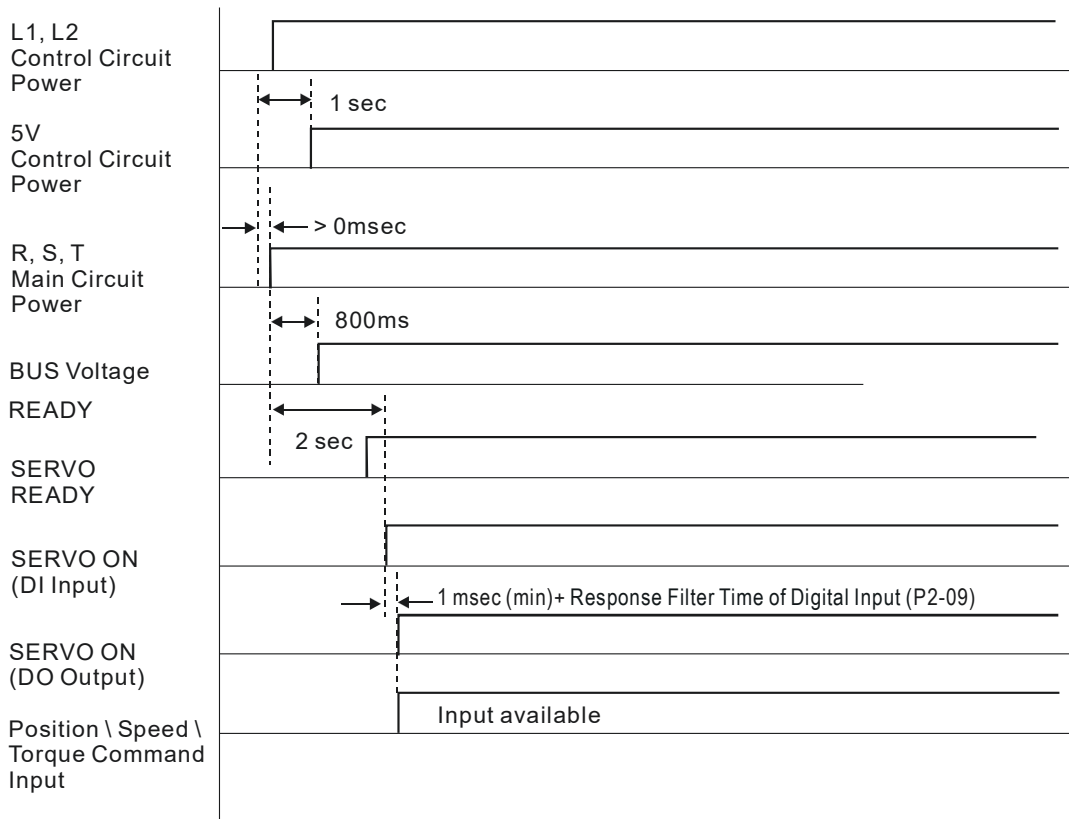 L1, L2
Control Circuit
Power
1 sec
5V
Control Circuit
Power
> 0msec
R, S, T
Main Circuit
Power
800ms
BUS Voltage
READY
2 sec
SERVO
READY
SERVO ON
(DI Input)
1 msec (min)+ Response Filter Time of Digital Input (P2-09)
SERVO ON
(DO Output)
Input available
Position \ Speed \
Torque Command
Input